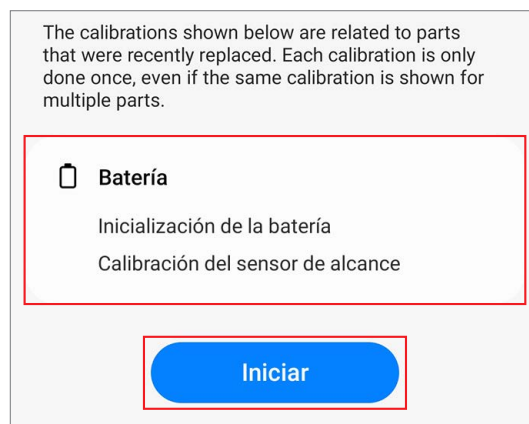 The calibrations shown below are related to parts
that were recently replaced. Each calibration is only
done once, even if the same calibration is shown for
multiple parts.
Batería
Inicialización de la batería
Calibración del sensor de alcance
Iniciar